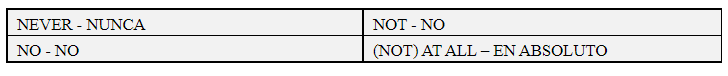 NEVER - NUNCA
NOT - NO
NO - NO
(NOT) AT ALL – EN ABSOLUTO